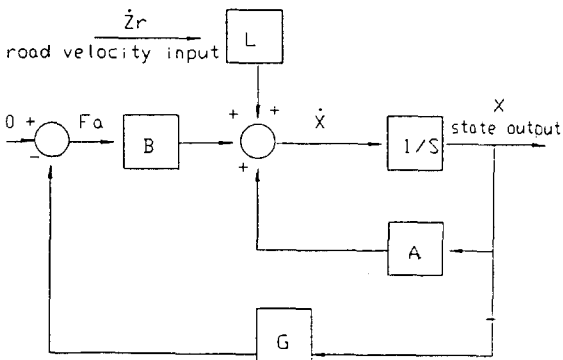 Żr
road velocity input
L
0 +
Fa
−
B
+ +
+
Ẋ
1/S
X
state output
A
G